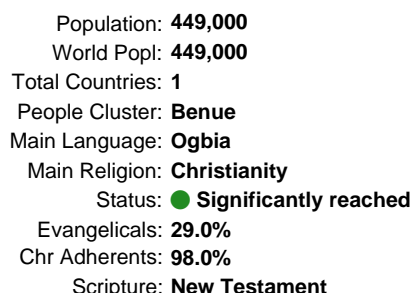 Population: 449,000
World Popl: 449,000
Total Countries: 1
People Cluster: Benue
Main Language: Ogbia
Main Religion: Christianity
Status: Significantly reached
Evangelicals: 29.0%
Chr Adherents: 98.0%
Scripture: New Testament